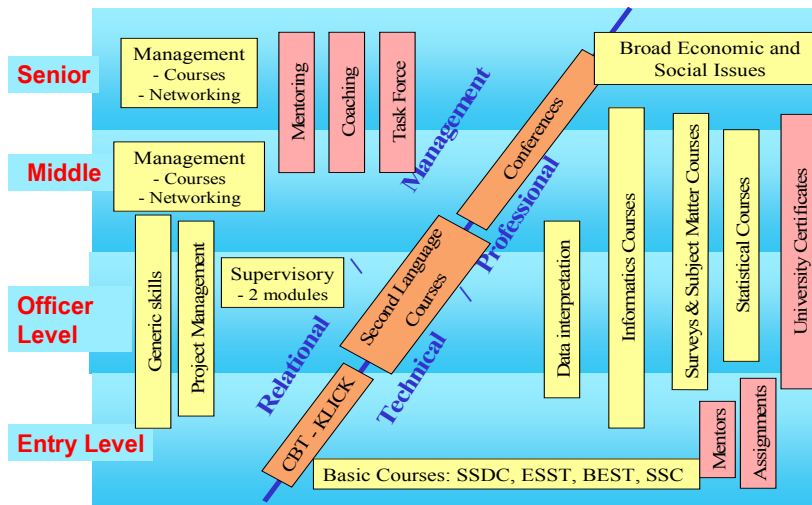 Senior
Management
- Courses
- Networking
Mentoring
Coaching
Task Force
Management
Conferences
Broad Economic and
Social Issues
Middle
Management
- Courses
- Networking
Professional
Informatics Courses
Surveys & Subject Matter Courses
Statistical Courses
University Certificates
Officer
Level
Generic skills
Project Management
Supervisory
- 2 modules
/
Relational
Second Language
Courses
/
Technical
Data interpretation
Entry Level
CBT - KLICK
Basic Courses: SSDC, ESST, BEST, SSC
Mentors
Assignments